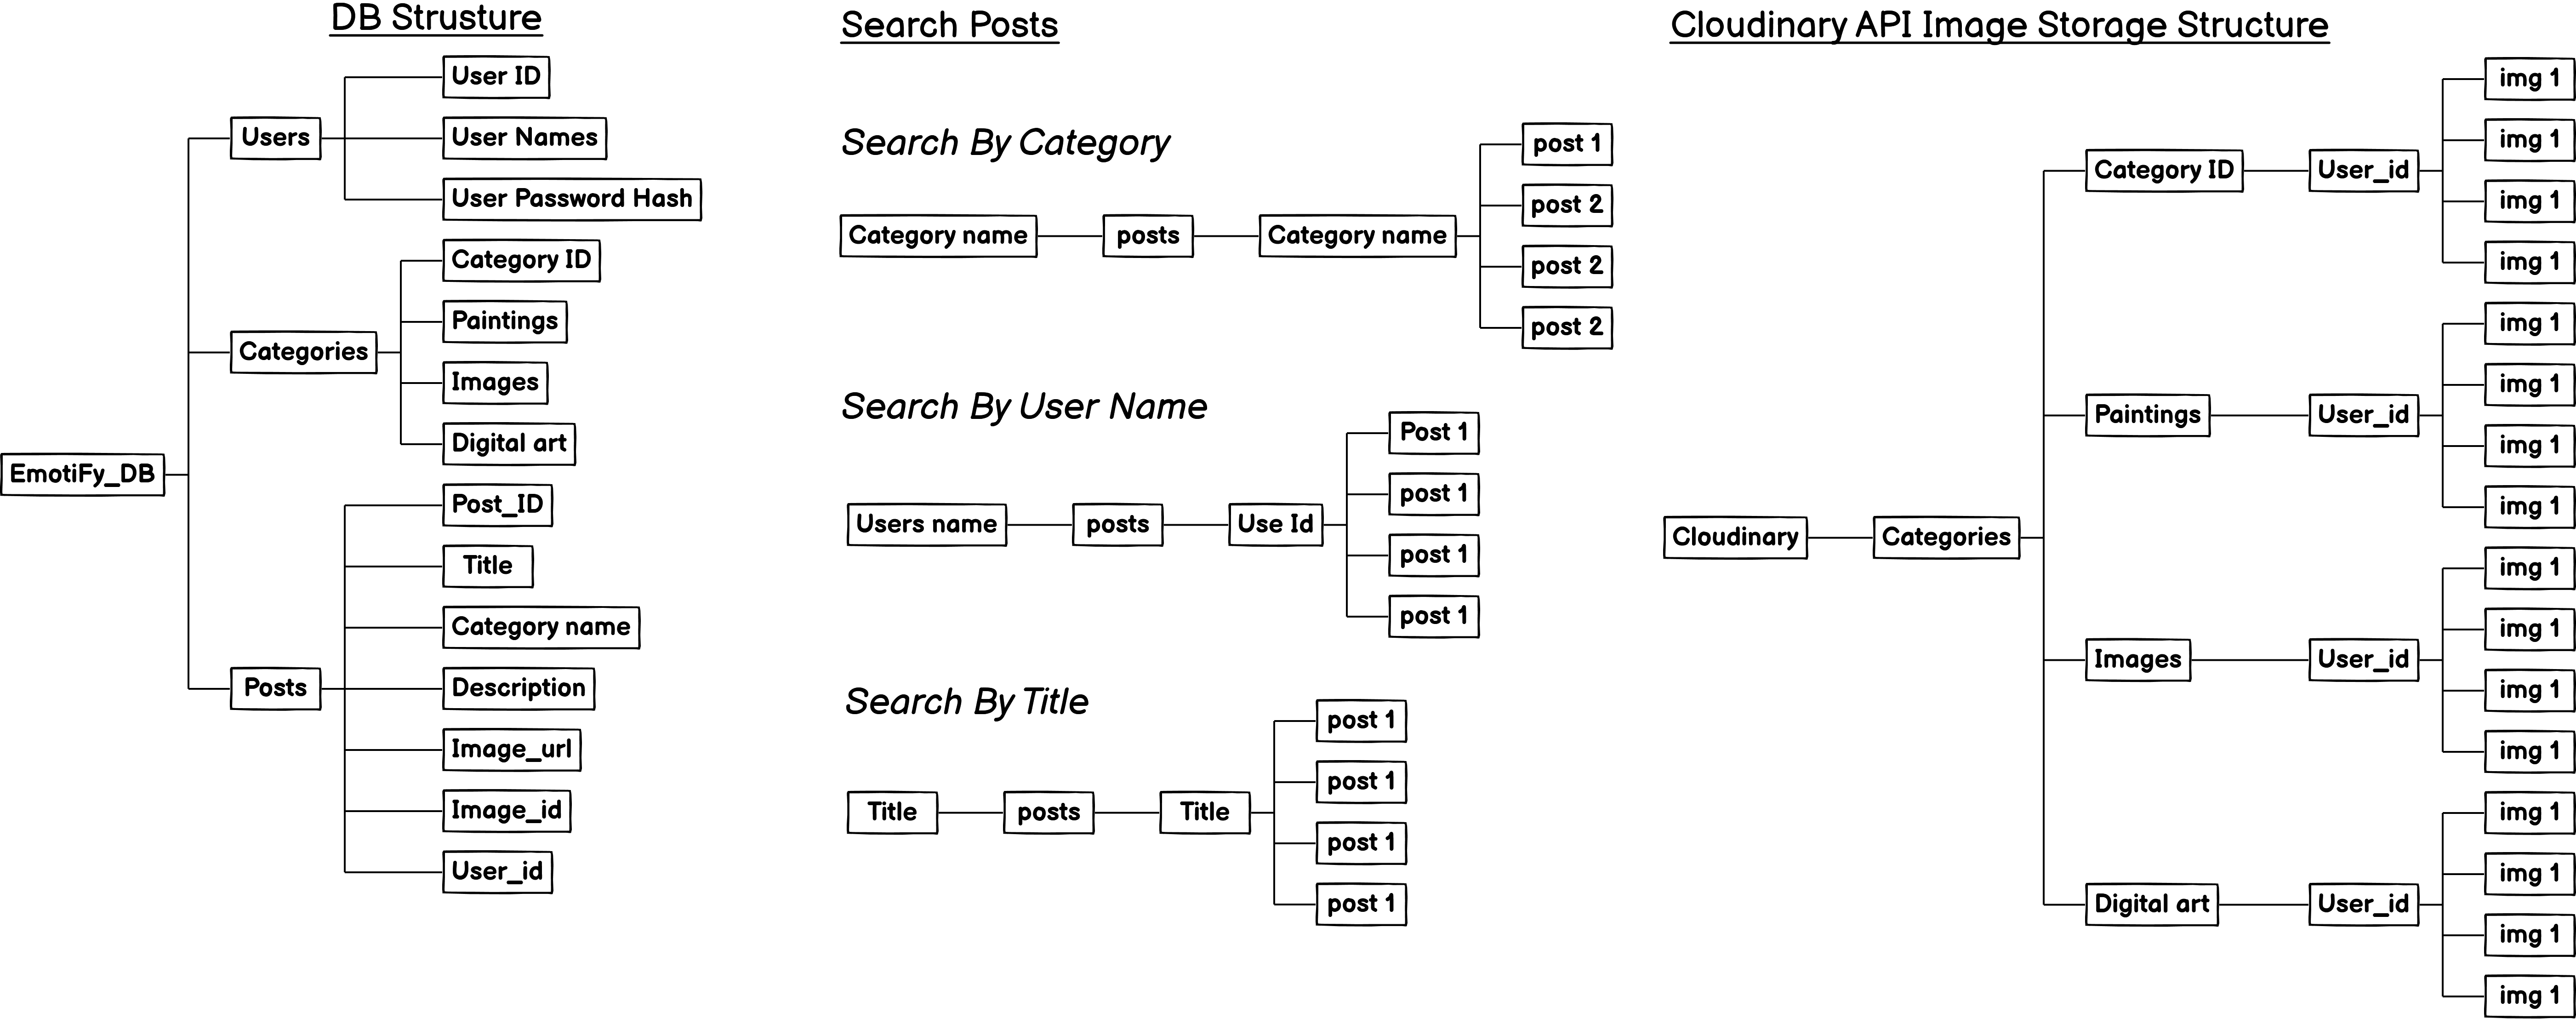 DB Strusture
User ID
Users
User Names
User Password Hash
Category ID
Paintings
Categories
Images
Digital art
EmotiFy_DB
Post_ID
Title
Category name
Posts
Description
Image_url
Image_id
User_id
Search Posts
Search By Category
post 1
post 2
Category name
posts
Category name
post 2
post 2
Search By User Name
Post 1
post 1
Users name
posts
Use Id
post 1
post 1
Search By Title
post 1
post 1
Title
posts
Title
post 1
post 1
Cloudinary API Image Storage Structure
img 1
img 1
Category ID
User_id
img 1
img 1
img 1
img 1
Paintings
User_id
img 1
img 1
Cloudinary
Categories
img 1
img 1
Images
User_id
img 1
img 1
img 1
img 1
Digital art
User_id
img 1
img 1